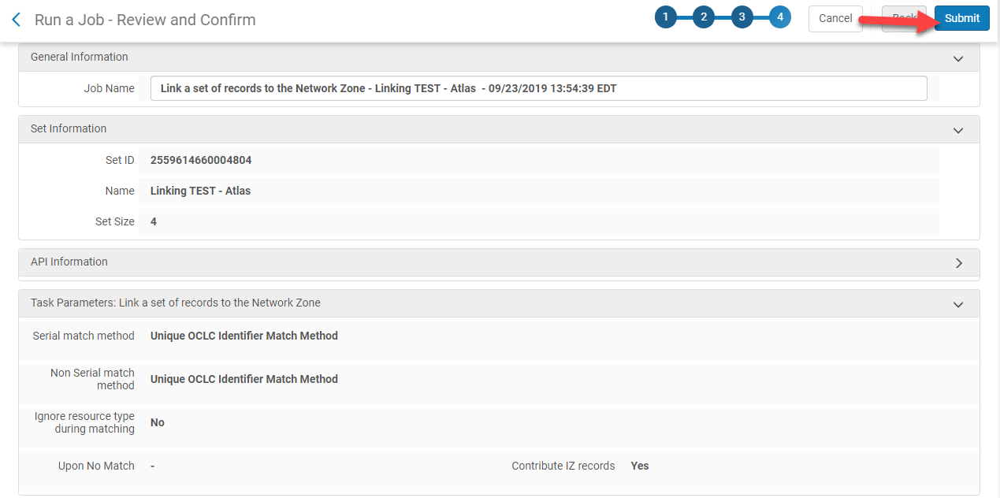 Run a Job - Review and Confirm
1 2 3 4
Cancel
Back
Submit
General Information
Job Name Link a set of records to the Network Zone - Linking TEST - Atlas - 09/23/2019 13:54:39 EDT
Set Information
Set ID 2559614660004804
Name Linking TEST - Atlas
Set Size 4
API Information
Task Parameters: Link a set of records to the Network Zone
Serial match method Unique OCLC Identifier Match Method
Non Serial match
method Unique OCLC Identifier Match Method
Ignore resource type
during matching No
Upon No Match - Contribute IZ records Yes